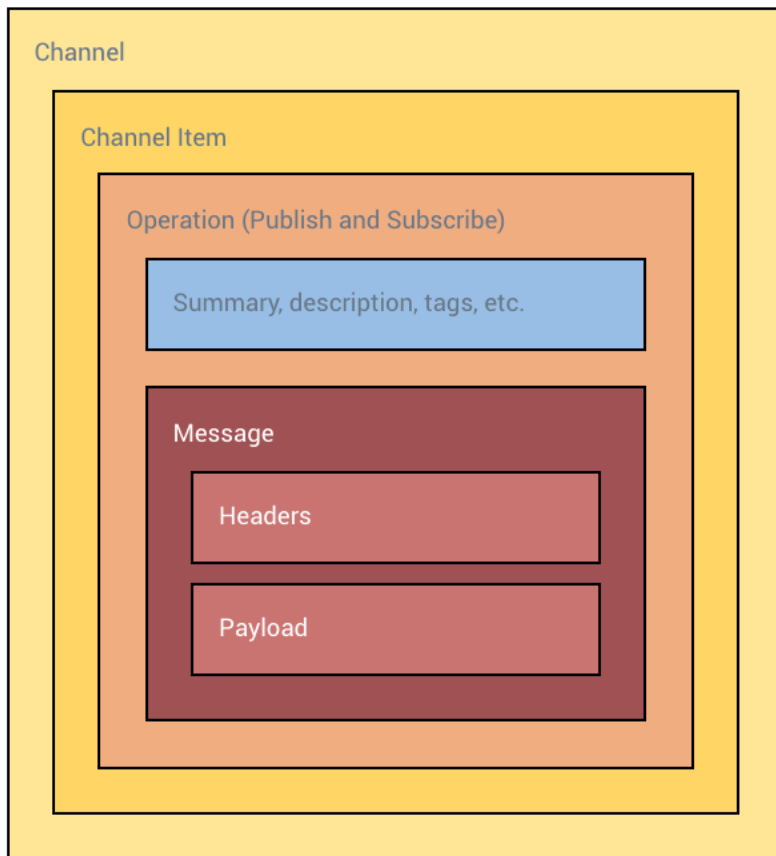 Channel
Channel Item
Operation (Publish and Subscribe)
Summary, description, tags, etc.
Message
Headers
Payload